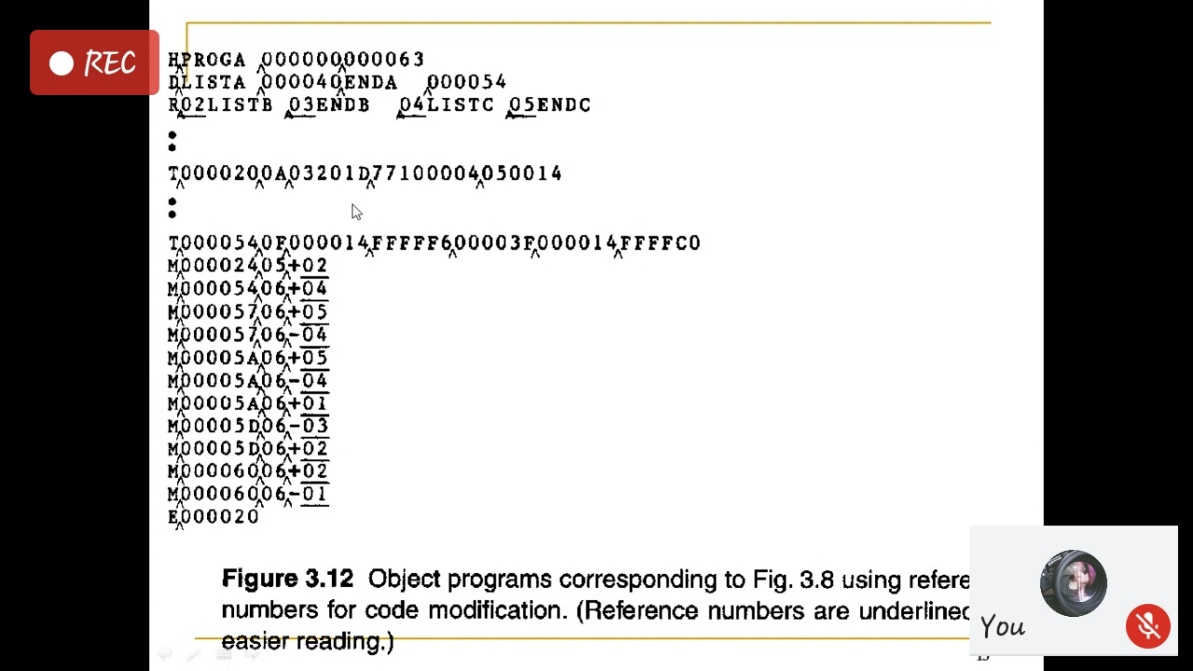 REC
HPROGA 000000000063
DLISTA 000040ENDA 000054
R02LISTB 03ENDB 04LISTC 05ENDC
:
T0000200A03201D77100004050014
:
T0000540F000014FFFFF600003F000014FFFFC0
M00002405+02
M00005406+04
M00005706+05
M00005706-04
M00005A06+05
M00005A06-04
M00005A06+01
M00005D06-03
M00005D06+02
M00006006+02
M00006006-01
E000020
Figure 3.12 Object programs corresponding to Fig. 3.8 using
numbers for code modification. (Reference numbers are underlined
easier reading.)
You